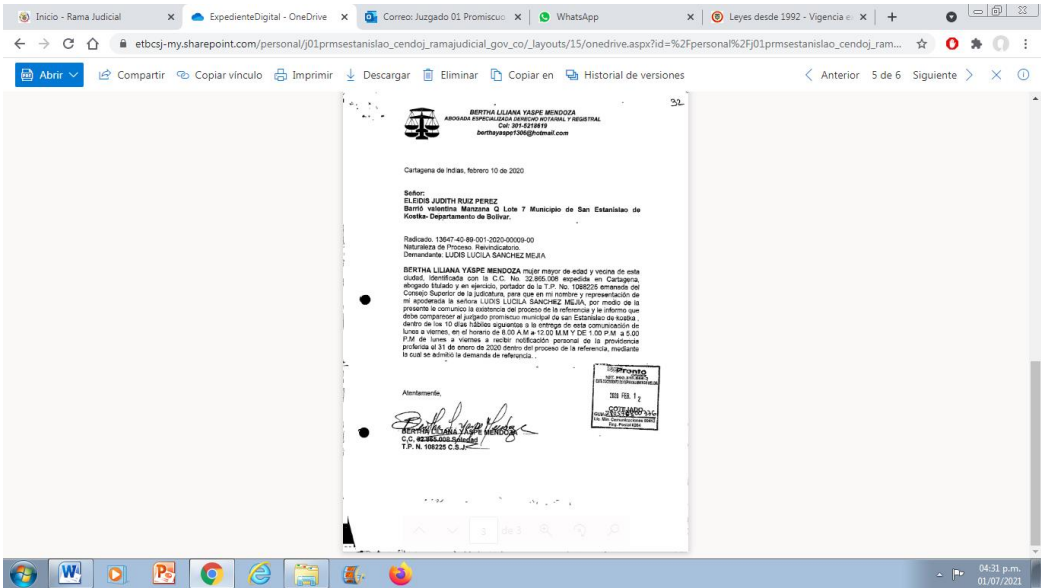 Inicio - Rama Judicial
ExpedienteDigital - OneDrive
Correo: Juzgado 01 Promiscuo
WhatsApp
Leyes desde 1992 - Vigencia e
etbcsj-my.sharepoint.com/personal/j01prmsestanislao_cendoj_ramajudicial_gov_co/_layouts/15/onedrive.aspx?id=%2Fpersonal%2Fj01prmsestanislao_cendoj_ram...
Abrir
Compartir
Copiar vínculo
Imprimir
Descargar
Eliminar
Copiar en
Historial de versiones
Anterior
5 de 6
Siguiente
32
BERTHA LILIANA YASPE MENDOZA
ABOGADA ESPECIALIZADA DERECHO NOTARIAL Y REGISTRAL
Cel: 301-5218619
berthayaspe1306@hotmail.com
Cartagena de Indias, febrero 10 de 2020
Señor:
ELEIDIS JUDITH RUIZ PEREZ
Barrió valentina Manzana Q Lote 7 Municipio de San Estanislao de
Kostka- Departamento de Bolívar.
Radicado. 13647-40-89-001-2020-00009-00
Naturaleza de Proceso. Reivindicatorio.
Demandante: LUDIS LUCILA SANCHEZ MEJIA
BERTHA LILIANA YÁSPE MENDOZA mujer mayor de edad y vecina de esta
ciudad, identificada con la C.C. No. 32.865.008 expedida en Cartagena,
abogado titulado y en ejercicio, portador de la T.P. No. 1088225 emanada del
Consejo Superior de la judicatura, para que en mi nombre y representación de
mi apoderada la señora LUDIS LUCILA SANCHEZ MEJIA, por medio de la
presente le comunico la existencia del proceso de la referencia y le informo que
debe comparecer al juzgado promiscuo municipal de san Estanislao de kostka ,
dentro de los 10 días hábiles siguientes a la entrega de esta comunicación de
lunes a viernes, en el horario de 8.00 A.M a 12.00 M.M Y DE 1.00 P.M a 5.00
P.M de lunes a viernes a recibir notificación personal de la providencia
proferida el 31 de enero de 2020 dentro del proceso de la referencia, mediante
la cual se admitió la demanda de referencia. .
Atentamente,
Pronto
2020 FEB. 12
COTEJADO
BERTHA LILIANA YASPE MENDOZA
C.C. 32.865.008 Soledad
T.P. N. 108225 C.S.J.
3 de 3
04:31 p.m.
01/07/2021